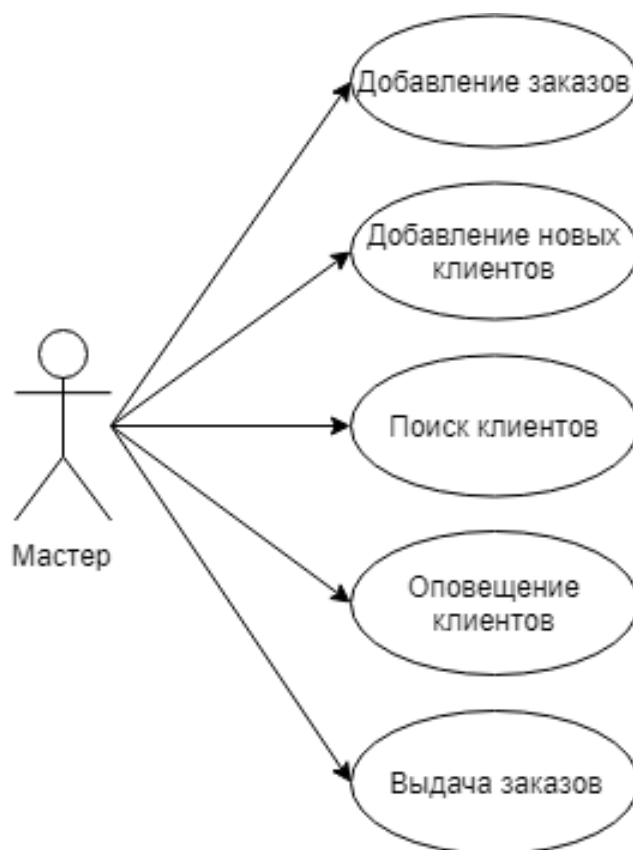 Добавление заказов
Добавление новых
клиентов
Поиск клиентов
Мастер
Оповещение
клиентов
Выдача заказов